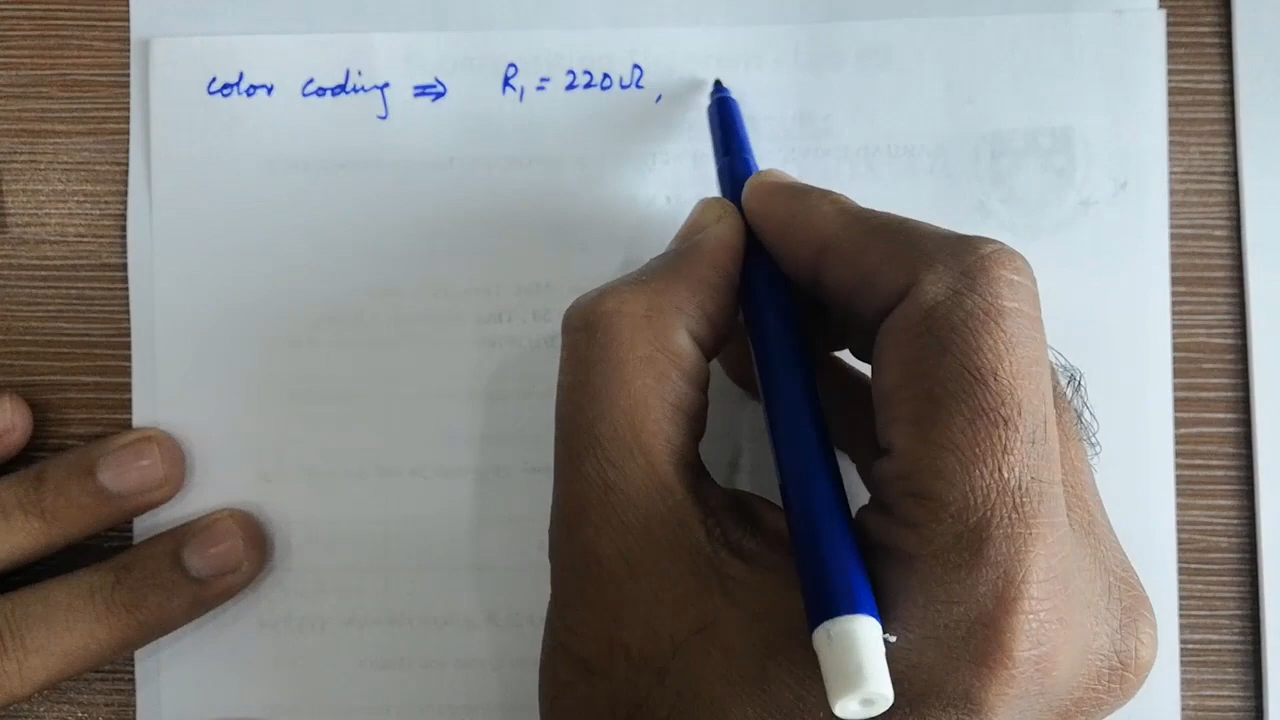 color coding ⇒ R₁ = 220Ω,